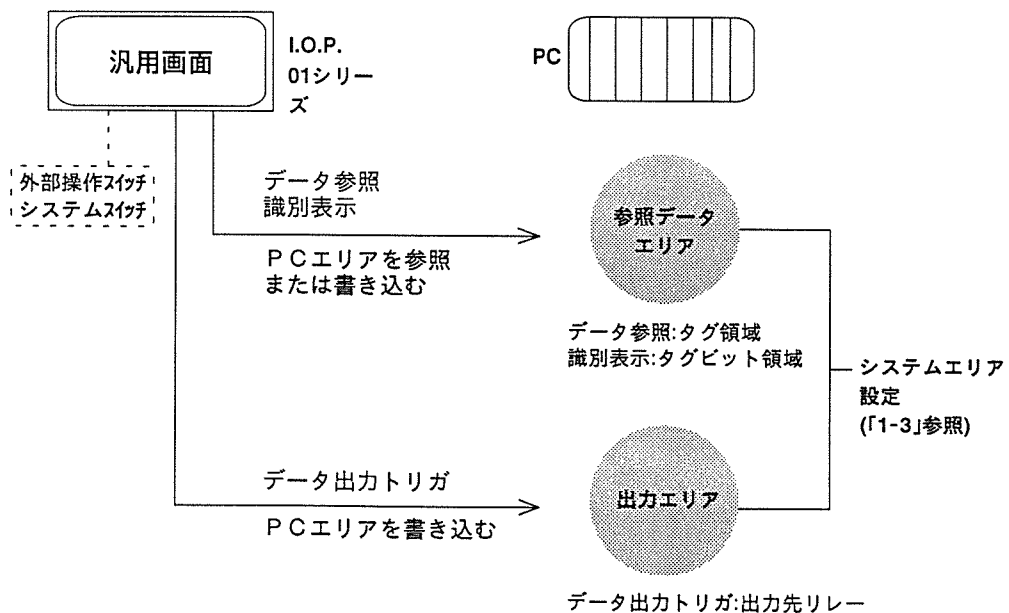 汎用画面
I.O.P.
01シリー
ズ
PC
外部操作スイッチ
システムスイッチ
データ参照
識別表示
ＰＣエリアを参照
または書き込む
参照データ
エリア
データ参照:タグ領域
識別表示:タグビット領域
システムエリア
設定
(「1-3」参照)
データ出力トリガ
ＰＣエリアを書き込む
出力エリア
データ出力トリガ:出力先リレー